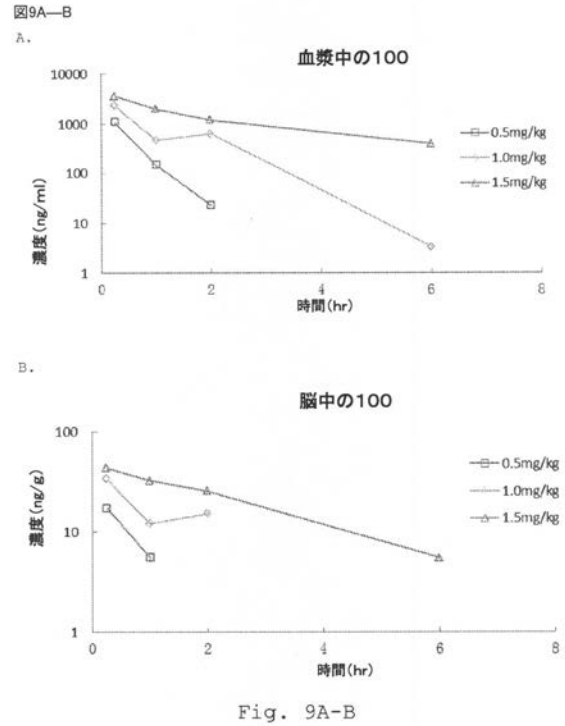 図9A—B
A.
血漿中の100
10000
1000
100
10
1
濃度(ng/ml)
0 2 4 6 8
時間(hr)
0.5mg/kg
1.0mg/kg
1.5mg/kg
B.
脳中の100
100
10
1
濃度(ng/g)
0 2 4 6 8
時間(hr)
0.5mg/kg
1.0mg/kg
1.5mg/kg
Fig. 9A-B